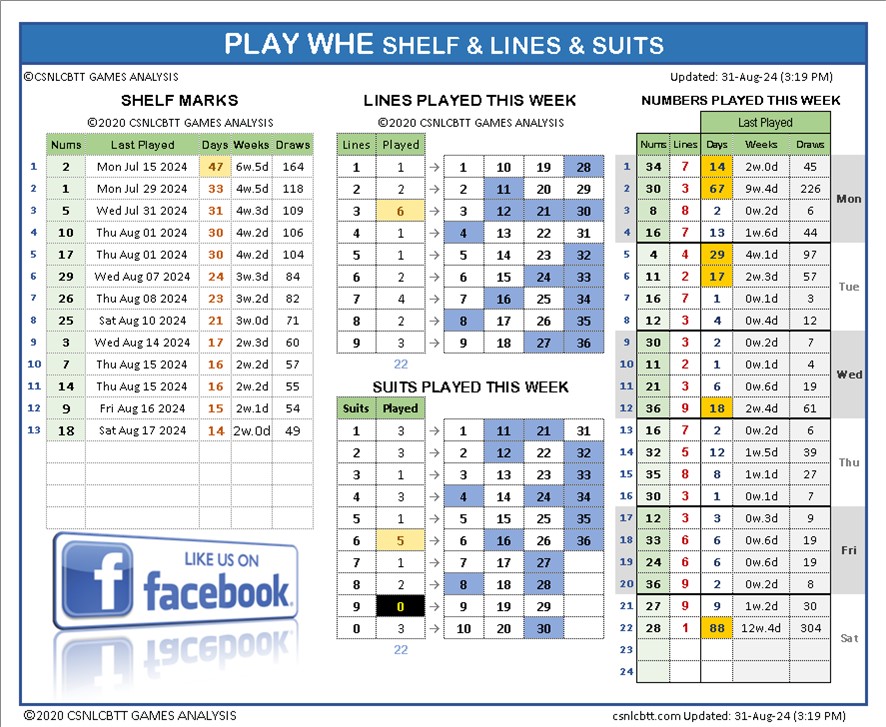 PLAY WHE SHELF & LINES & SUITS
©CSNLCBTT GAMES ANALYSIS
Updated: 31-Aug-24 (3:19 PM)
SHELF MARKS
©2020 CSNLCBTT GAMES ANALYSIS
Nums Last Played Days Weeks Draws
1 2 Mon Jul 15 2024 47 6w.5d 164
2 1 Mon Jul 29 2024 33 4w.5d 118
3 5 Wed Jul 31 2024 31 4w.3d 109
4 10 Thu Aug 01 2024 30 4w.2d 106
5 17 Thu Aug 01 2024 30 4w.2d 104
6 29 Wed Aug 07 2024 24 3w.3d 84
7 26 Thu Aug 08 2024 23 3w.2d 82
8 25 Sat Aug 10 2024 21 3w.0d 71
9 3 Wed Aug 14 2024 17 2w.3d 60
10 7 Thu Aug 15 2024 16 2w.2d 57
11 14 Thu Aug 15 2024 16 2w.2d 55
12 9 Fri Aug 16 2024 15 2w.1d 54
13 18 Sat Aug 17 2024 14 2w.0d 49
LIKE US ON
f facebook.
LINES PLAYED THIS WEEK
©2020 CSNLCBTT GAMES ANALYSIS
Lines Played
1 1 → 1 10 19 28
2 2 → 2 11 20 29
3 6 → 3 12 21 30
4 1 → 4 13 22 31
5 1 → 5 14 23 32
6 2 → 6 15 24 33
7 4 → 7 16 25 34
8 2 → 8 17 26 35
9 3 → 9 18 27 36
22
SUITS PLAYED THIS WEEK
Suits Played
1 3 → 1 11 21 31
2 3 → 2 12 22 32
3 1 → 3 13 23 33
4 3 → 4 14 24 34
5 1 → 5 15 25 35
6 5 → 6 16 26 36
7 1 → 7 17 27
8 2 → 8 18 28
9 0 → 9 19 29
0 3 → 10 20 30
22
NUMBERS PLAYED THIS WEEK
Last Played
Nums Lines Days Weeks Draws
1 34 7 14 2w.0d 45
2 30 3 67 9w.4d 226
3 8 8 2 0w.2d 6
4 16 7 13 1w.6d 44
Mon
5 4 4 29 4w.1d 97
6 11 2 17 2w.3d 57
7 16 7 1 0w.1d 3
8 12 3 4 0w.4d 12
Tue
9 30 3 2 0w.2d 7
10 11 2 1 0w.1d 4
11 21 3 6 0w.6d 19
12 36 9 18 2w.4d 61
Wed
13 16 7 2 0w.2d 6
14 32 5 12 1w.5d 39
15 35 8 8 1w.1d 27
16 30 3 1 0w.1d 7
Thu
17 12 3 3 0w.3d 9
18 33 6 6 0w.6d 19
19 24 6 6 0w.6d 19
20 36 9 2 0w.2d 8
Fri
21 27 9 9 1w.2d 30
22 28 1 88 12w.4d 304
23
24
Sat
©2020 CSNLCBTT GAMES ANALYSIS
csnlcbtt.com Updated: 31-Aug-24 (3:19 PM)